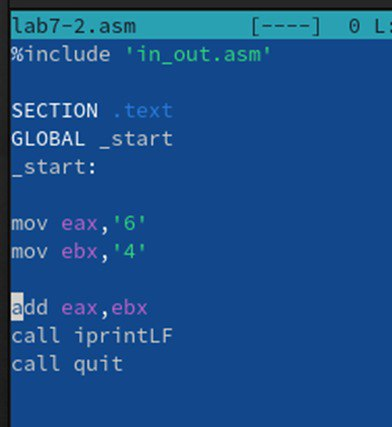 lab7-2.asm [----] 0 L:
%include 'in_out.asm'
SECTION .text
GLOBAL _start
_start:
mov eax,'6'
mov ebx,'4'
add eax,ebx
call iprintLF
call quit